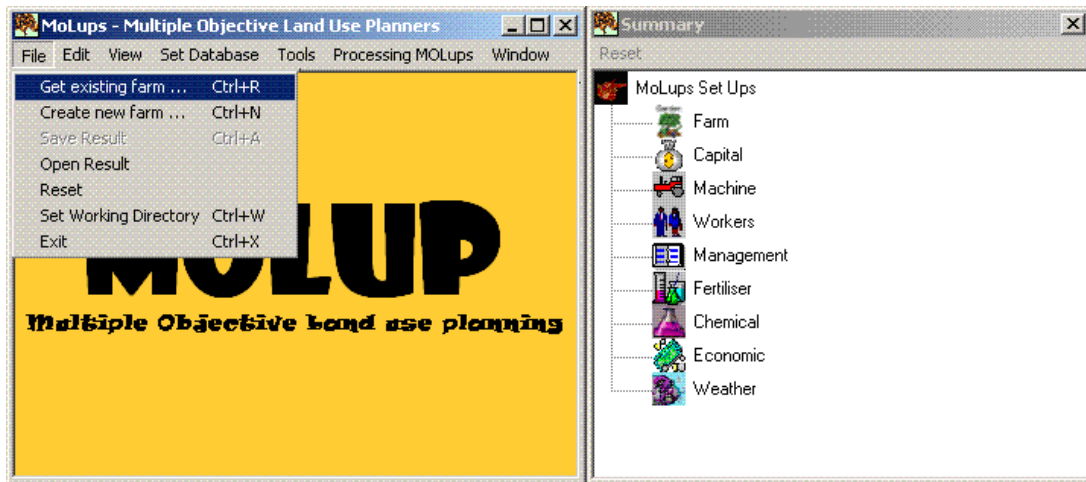 MoLups - Multiple Objective Land Use Planners
File Edit View Set Database Tools Processing MOLups Window
Get existing farm ... Ctrl+R
Create new farm ... Ctrl+N
Save Result Ctrl+A
Open Result
Reset
Set Working Directory Ctrl+W
Exit Ctrl+X
MOLUP
Multiple Objective Land use planning
Summary
Reset
MoLups Set Ups
Farm
Capital
Machine
Workers
Management
Fertiliser
Chemical
Economic
Weather